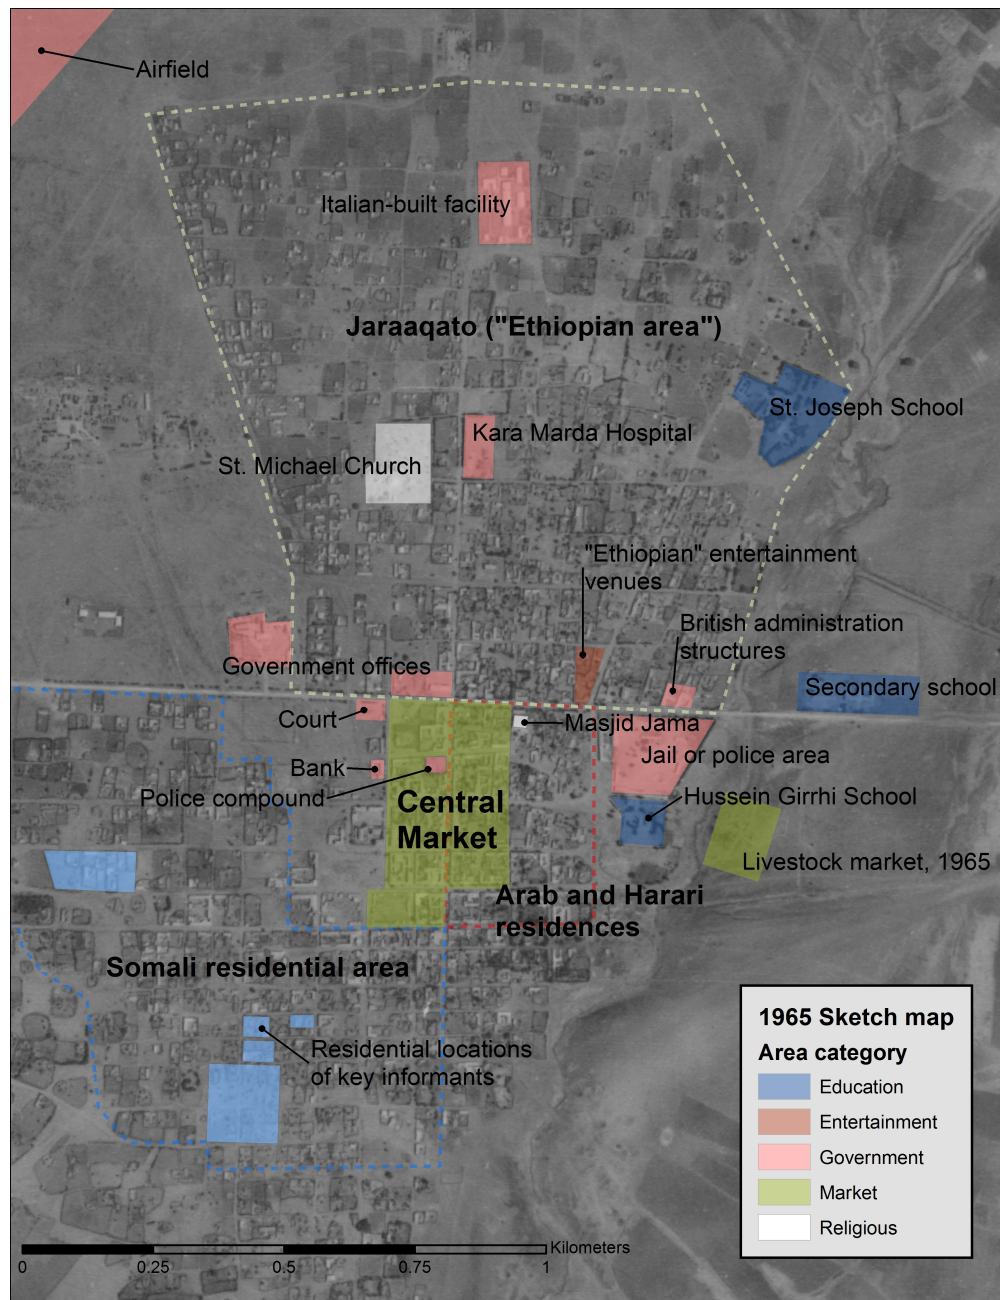 Airfield
Italian-built facility
Jaraaqato ("Ethiopian area")
St. Joseph School
Kara Marda Hospital
St. Michael Church
"Ethiopian" entertainment
venues
British administration
structures
Government offices
Secondary school
Court
Masjid Jama
Jail or police area
Bank
Police compound
Hussein Girrhi School
Central
Market
Livestock market, 1965
Arab and Harari
residences
Somali residential area
Residential locations
of key informants
1965 Sketch map
Area category
Education
Entertainment
Government
Market
Religious
Kilometers
0 0.25 0.5 0.75 1